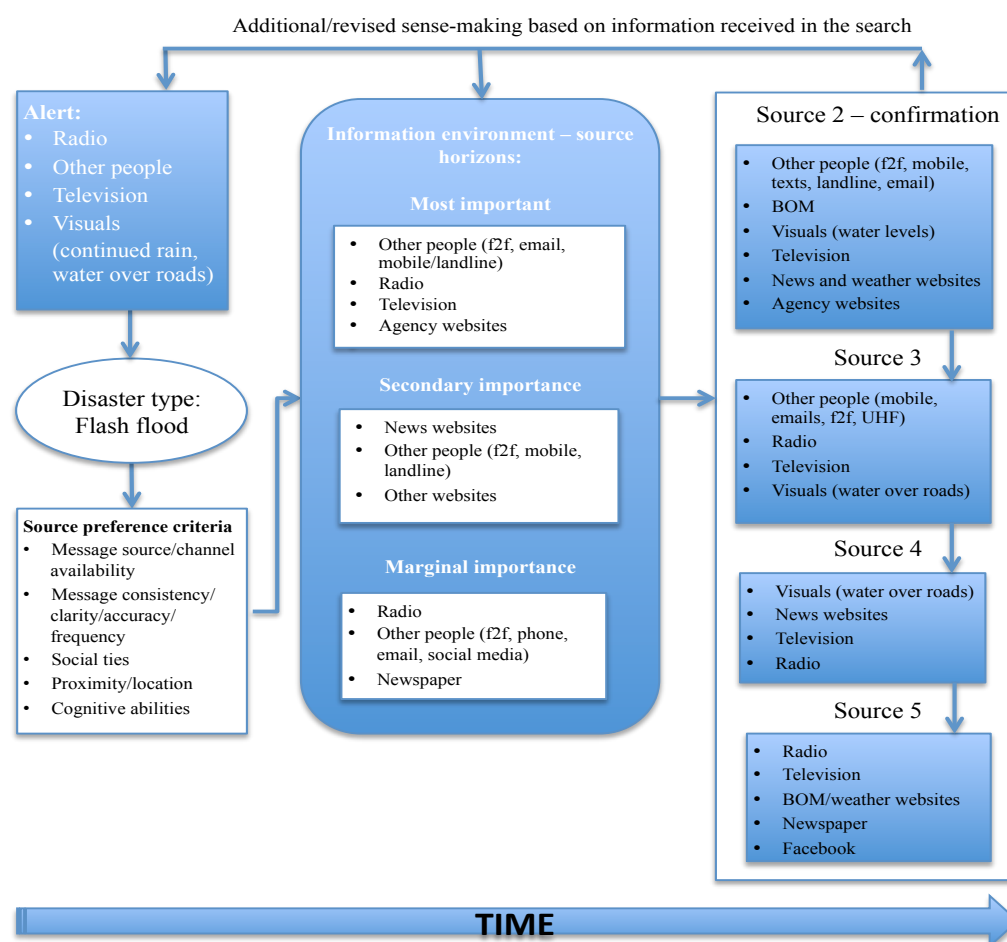 Additional/revised sense-making based on information received in the search
Alert:
• Radio
• Other people
• Television
• Visuals
(continued rain,
water over roads)
Disaster type:
Flash flood
Source preference criteria
• Message source/channel
availability
• Message consistency/
clarity/accuracy/
frequency
• Social ties
• Proximity/location
• Cognitive abilities
Information environment – source
horizons:
Most important
• Other people (f2f, email,
mobile/landline)
• Radio
• Television
• Agency websites
Secondary importance
• News websites
• Other people (f2f, mobile,
landline)
• Other websites
Marginal importance
• Radio
• Other people (f2f, phone,
email, social media)
• Newspaper
Source 2 – confirmation
• Other people (f2f, mobile,
texts, landline, email)
• BOM
• Visuals (water levels)
• Television
• News and weather websites
• Agency websites
Source 3
• Other people (mobile,
emails, f2f, UHF)
• Radio
• Television
• Visuals (water over roads)
Source 4
• Visuals (water over roads)
• News websites
• Television
• Radio
Source 5
• Radio
• Television
• BOM/weather websites
• Newspaper
• Facebook
TIME